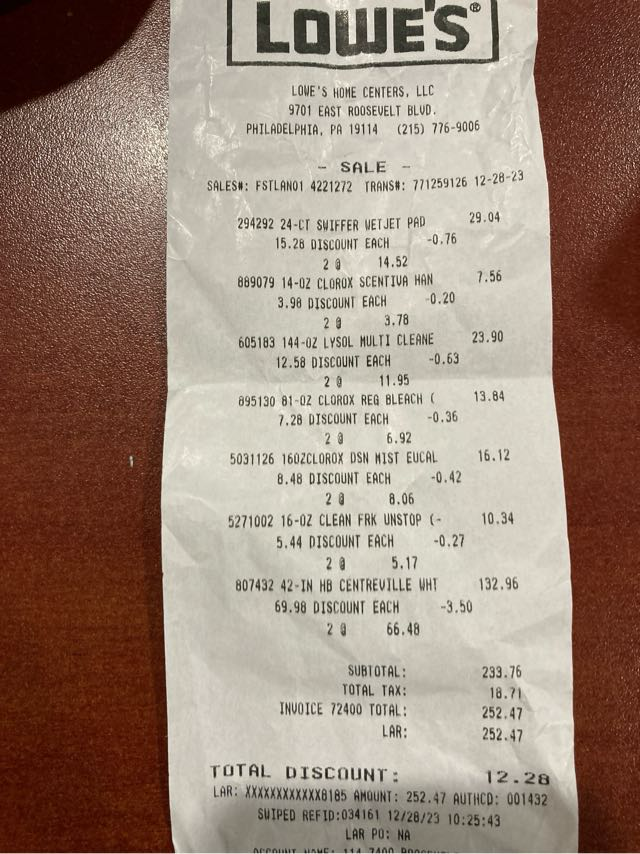 LOWE'S®
LOWE'S HOME CENTERS, LLC
9701 EAST ROOSEVELT BLVD.
PHILADELPHIA, PA 19114 (215) 776-9006
- SALE -
SALES#: FSTLAN01 4221272 TRANS#: 771259126 12-28-23
294292 24-CT SWIFFER WETJET PAD 29.04
15.28 DISCOUNT EACH -0.76
2 @ 14.52
889079 14-OZ CLOROX SCENTIVA HAN 7.56
3.98 DISCOUNT EACH -0.20
2 @ 3.78
605183 144-OZ LYSOL MULTI CLEANE 23.90
12.58 DISCOUNT EACH -0.63
2 @ 11.95
895130 81-OZ CLOROX REG BLEACH ( 13.84
7.28 DISCOUNT EACH -0.36
2 @ 6.92
5031126 16OZCLOROX DSN MIST EUCAL 16.12
8.48 DISCOUNT EACH -0.42
2 @ 8.06
5271002 16-OZ CLEAN FRK UNSTOP (- 10.34
5.44 DISCOUNT EACH -0.27
2 @ 5.17
807432 42-IN HB CENTREVILLE WHT 132.96
69.98 DISCOUNT EACH -3.50
2 @ 66.48
SUBTOTAL: 233.76
TOTAL TAX: 18.71
INVOICE 72400 TOTAL: 252.47
LAR: 252.47
TOTAL DISCOUNT: 12.28
LAR: XXXXXXXXXXXX8185 AMOUNT: 252.47 AUTHCD: 001432
SWIPED REFID:034161 12/28/23 10:25:43
LAR PO: NA